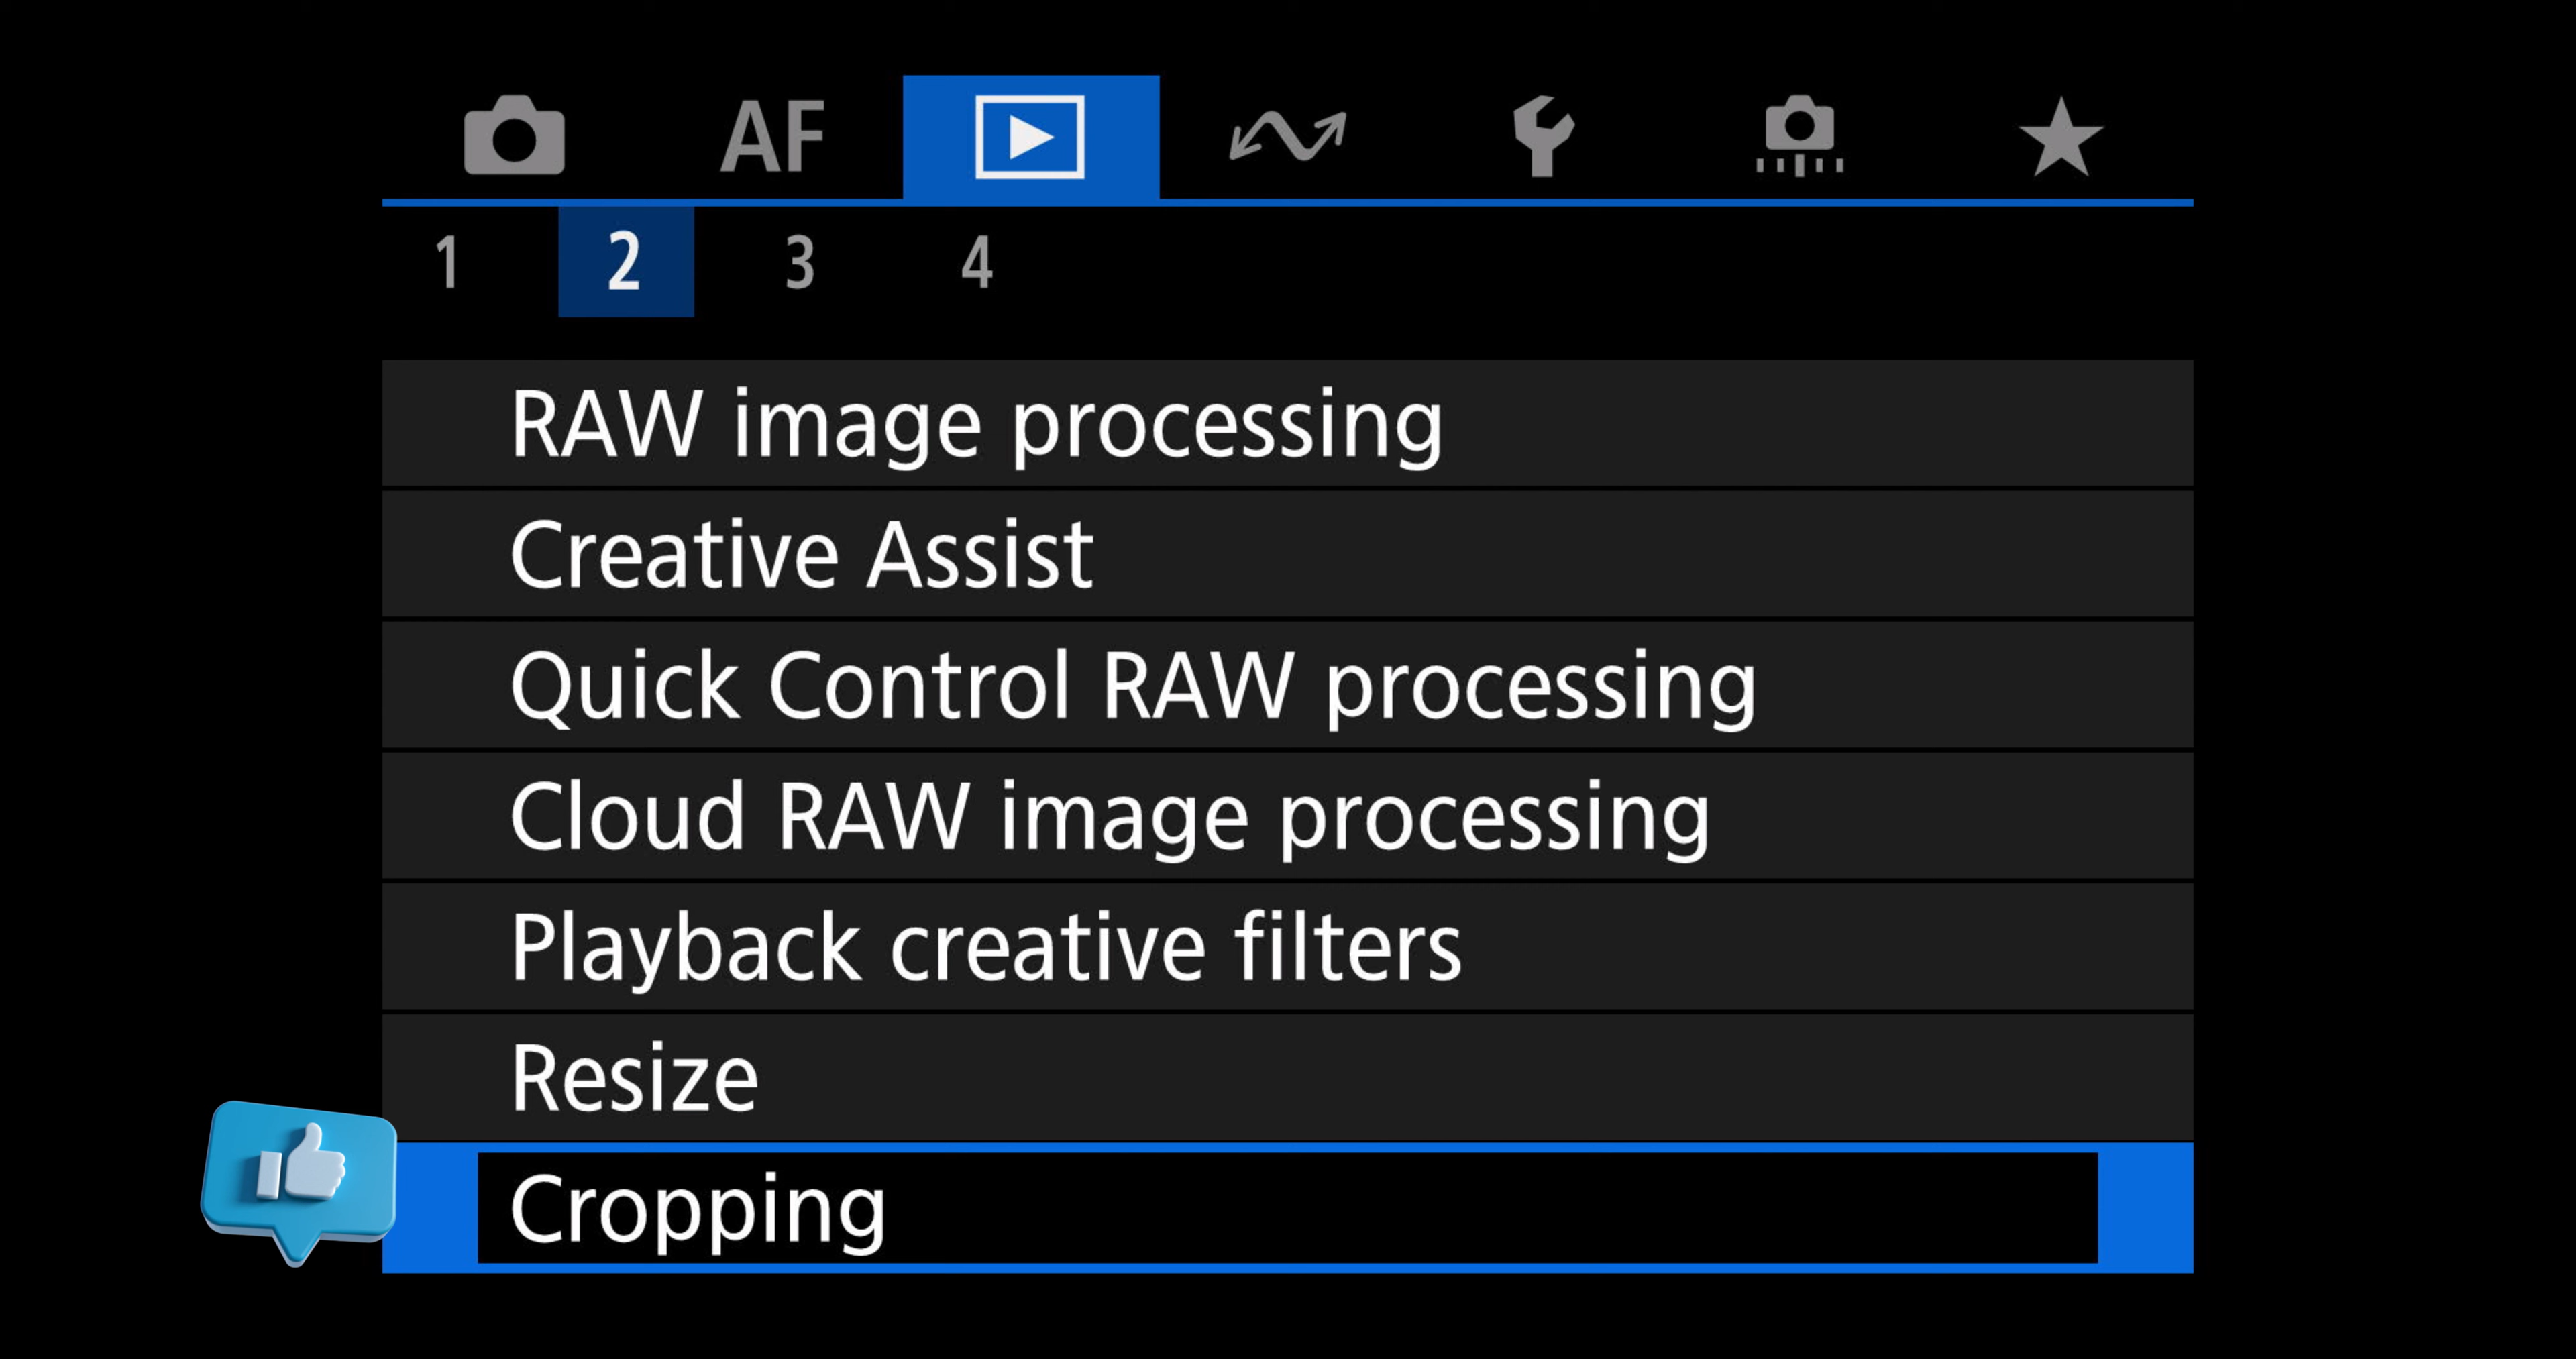 AF
1 2 3 4
RAW image processing
Creative Assist
Quick Control RAW processing
Cloud RAW image processing
Playback creative filters
Resize
Cropping